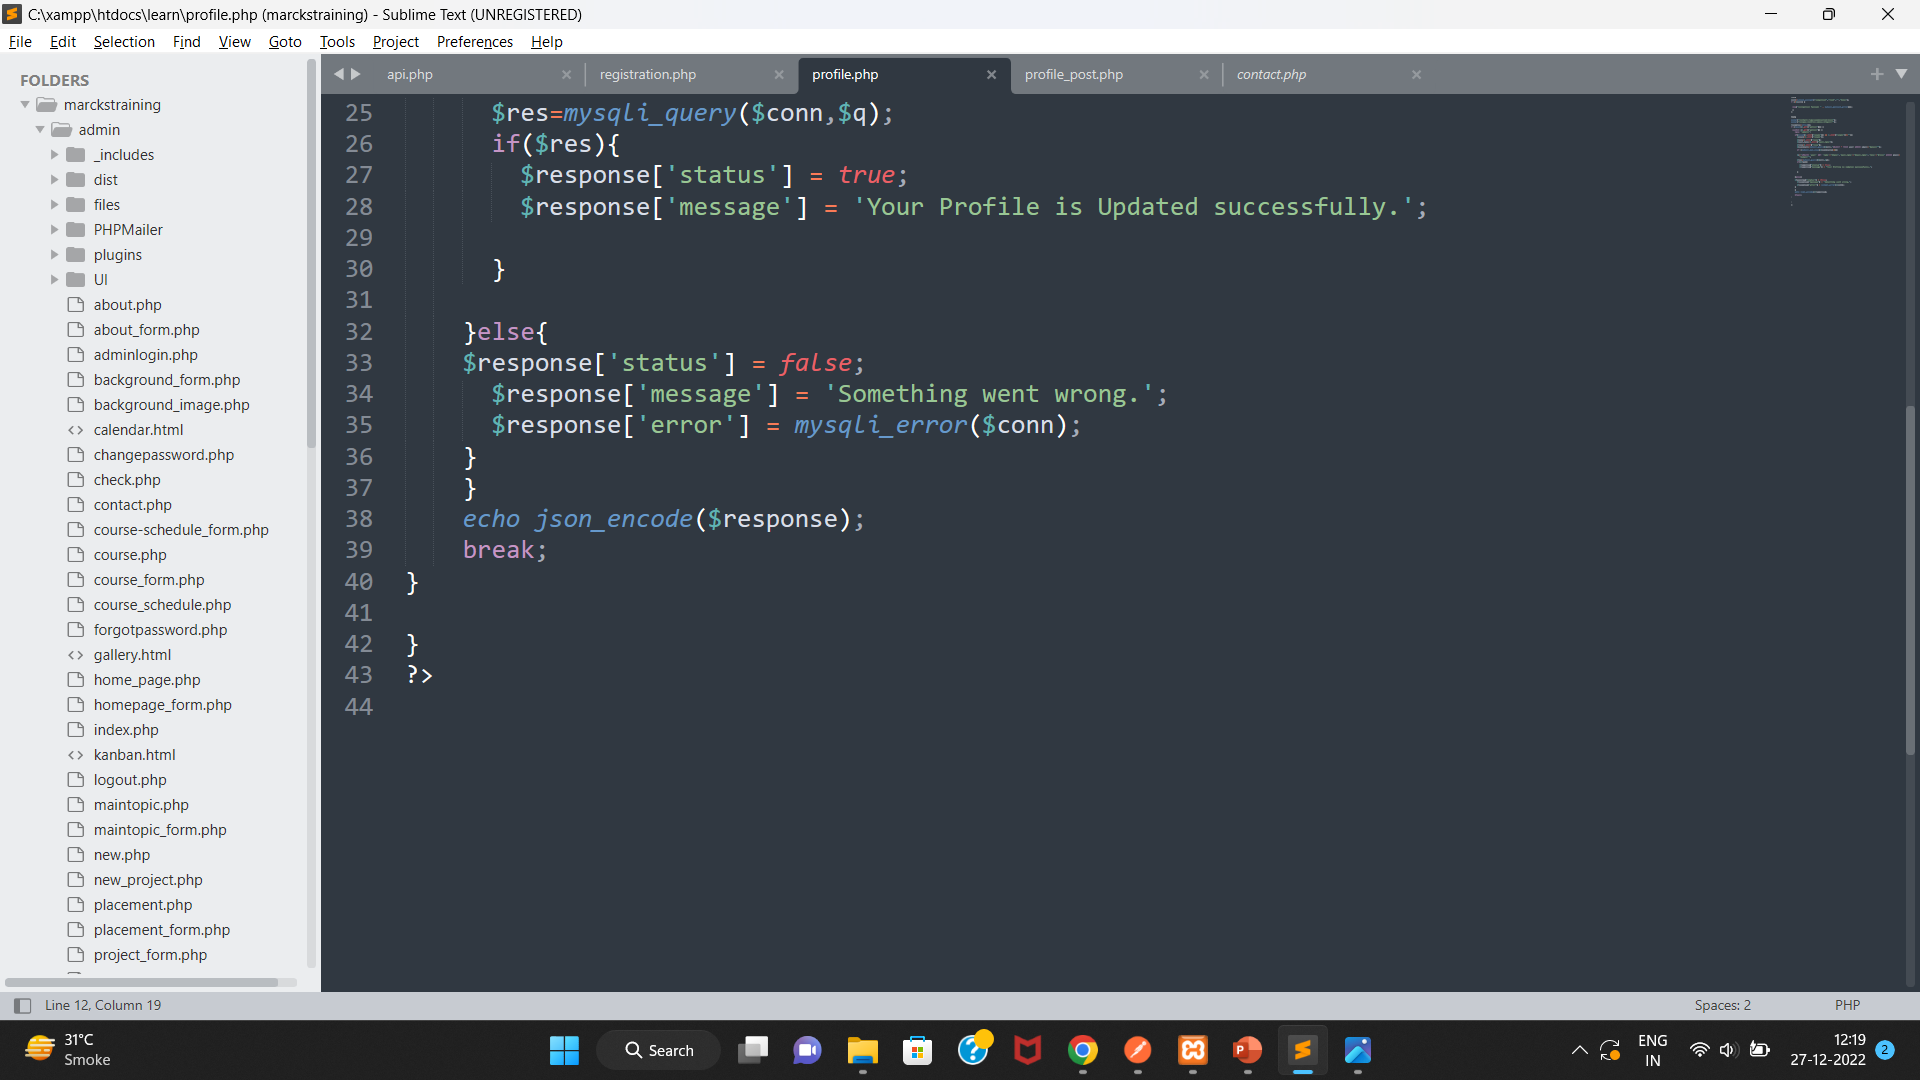 C:\xampp\htdocs\learn\profile.php (marckstraining) - Sublime Text (UNREGISTERED)
File Edit Selection Find View Goto Tools Project Preferences Help
FOLDERS
marckstraining
admin
_includes
dist
files
PHPMailer
plugins
UI
about.php
about_form.php
adminlogin.php
background_form.php
background_image.php
calendar.html
changepassword.php
check.php
contact.php
course-schedule_form.php
course.php
course_form.php
course_schedule.php
forgotpassword.php
gallery.html
home_page.php
homepage_form.php
index.php
kanban.html
logout.php
maintopic.php
maintopic_form.php
new.php
new_project.php
placement.php
placement_form.php
project_form.php
api.php registration.php profile.php profile_post.php contact.php
25 $res=mysqli_query($conn,$q);
26 if($res){
27 $response['status'] = true;
28 $response['message'] = 'Your Profile is Updated successfully.';
29
30 }
31
32 }else{
33 $response['status'] = false;
34 $response['message'] = 'Something went wrong.';
35 $response['error'] = mysqli_error($conn);
36 }
37 }
38 echo json_encode($response);
39 break;
40 }
41
42 }
43 ?>
44
Line 12, Column 19 Spaces: 2 PHP
31°C
Smoke
Search
ENG
IN
12:19
27-12-2022
2